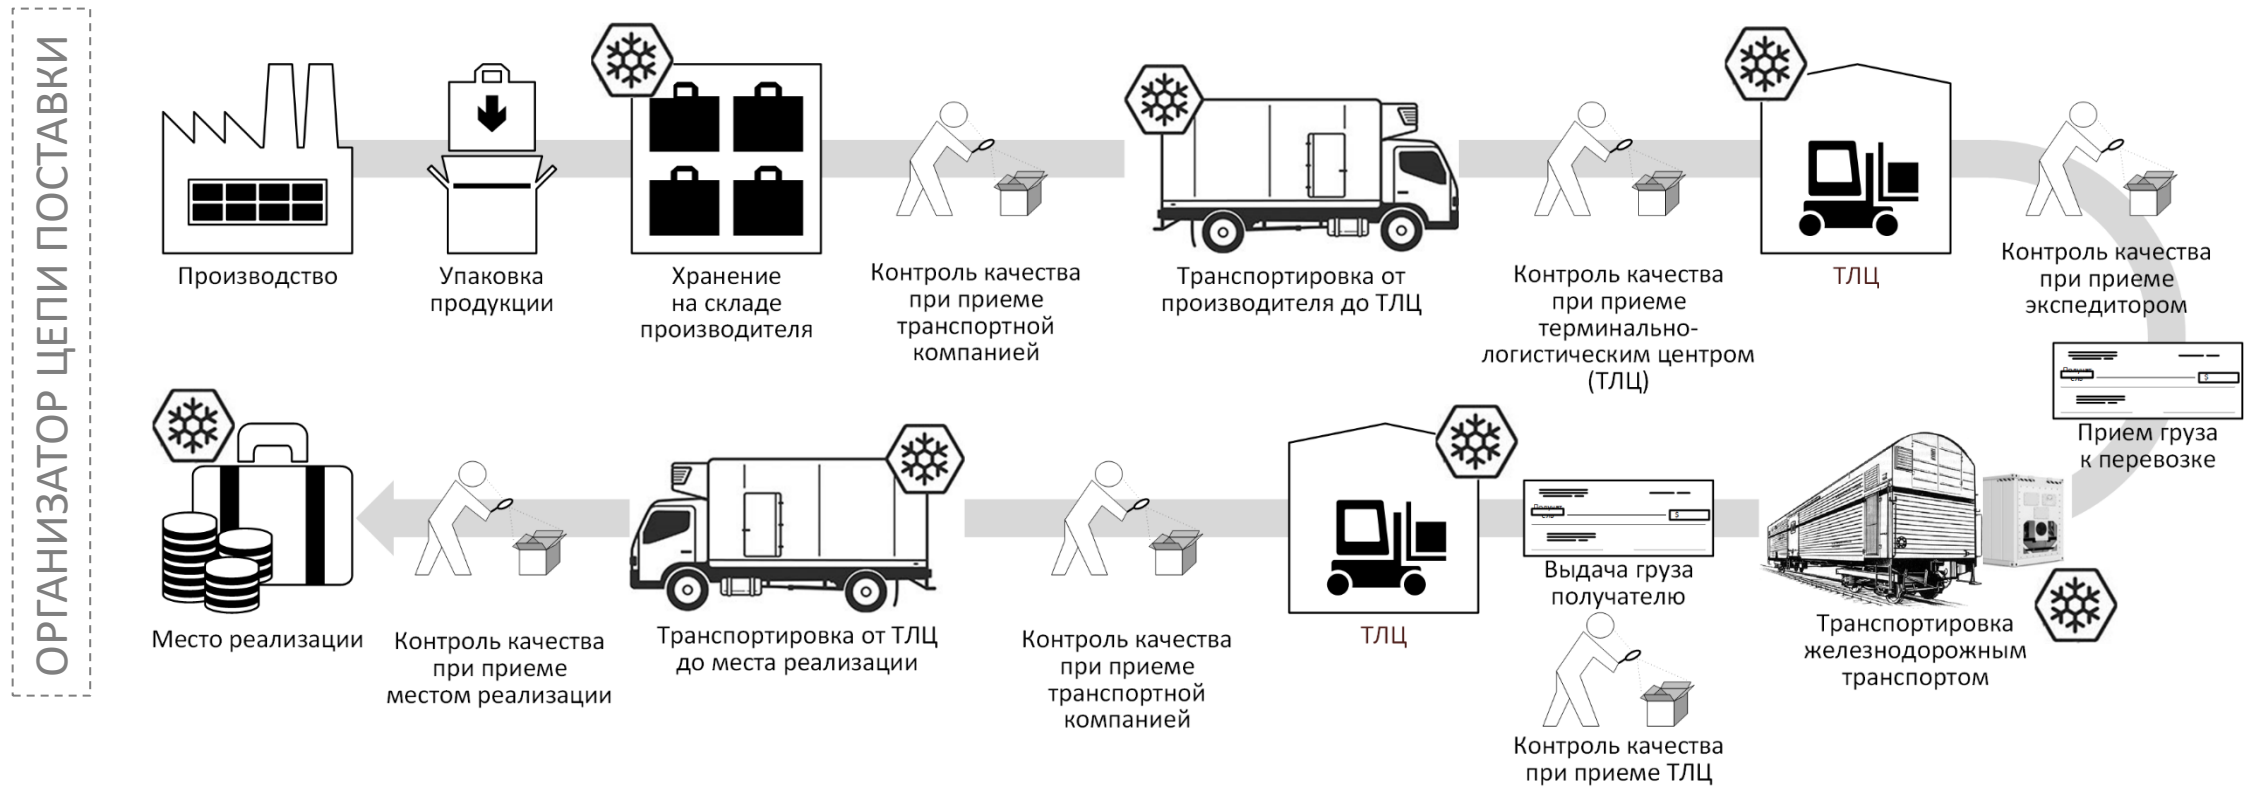 ОРГАНИЗАТОР ЦЕПИ ПОСТАВКИ
Производство
Упаковка
продукции
Хранение
на складе
производителя
Контроль качества
при приеме
транспортной
компанией
Транспортировка от
производителя до ТЛЦ
Контроль качества
при приеме
терминально-
логистическим центром
(ТЛЦ)
ТЛЦ
Контроль качества
при приеме
экспедитором
$
Прием груза
к перевозке
Транспортировка
железнодорожным
транспортом
$
Выдача груза
получателю
Контроль качества
при приеме ТЛЦ
ТЛЦ
Контроль качества
при приеме
транспортной
компанией
Транспортировка от ТЛЦ
до места реализации
Контроль качества
при приеме
местом реализации
Место реализации